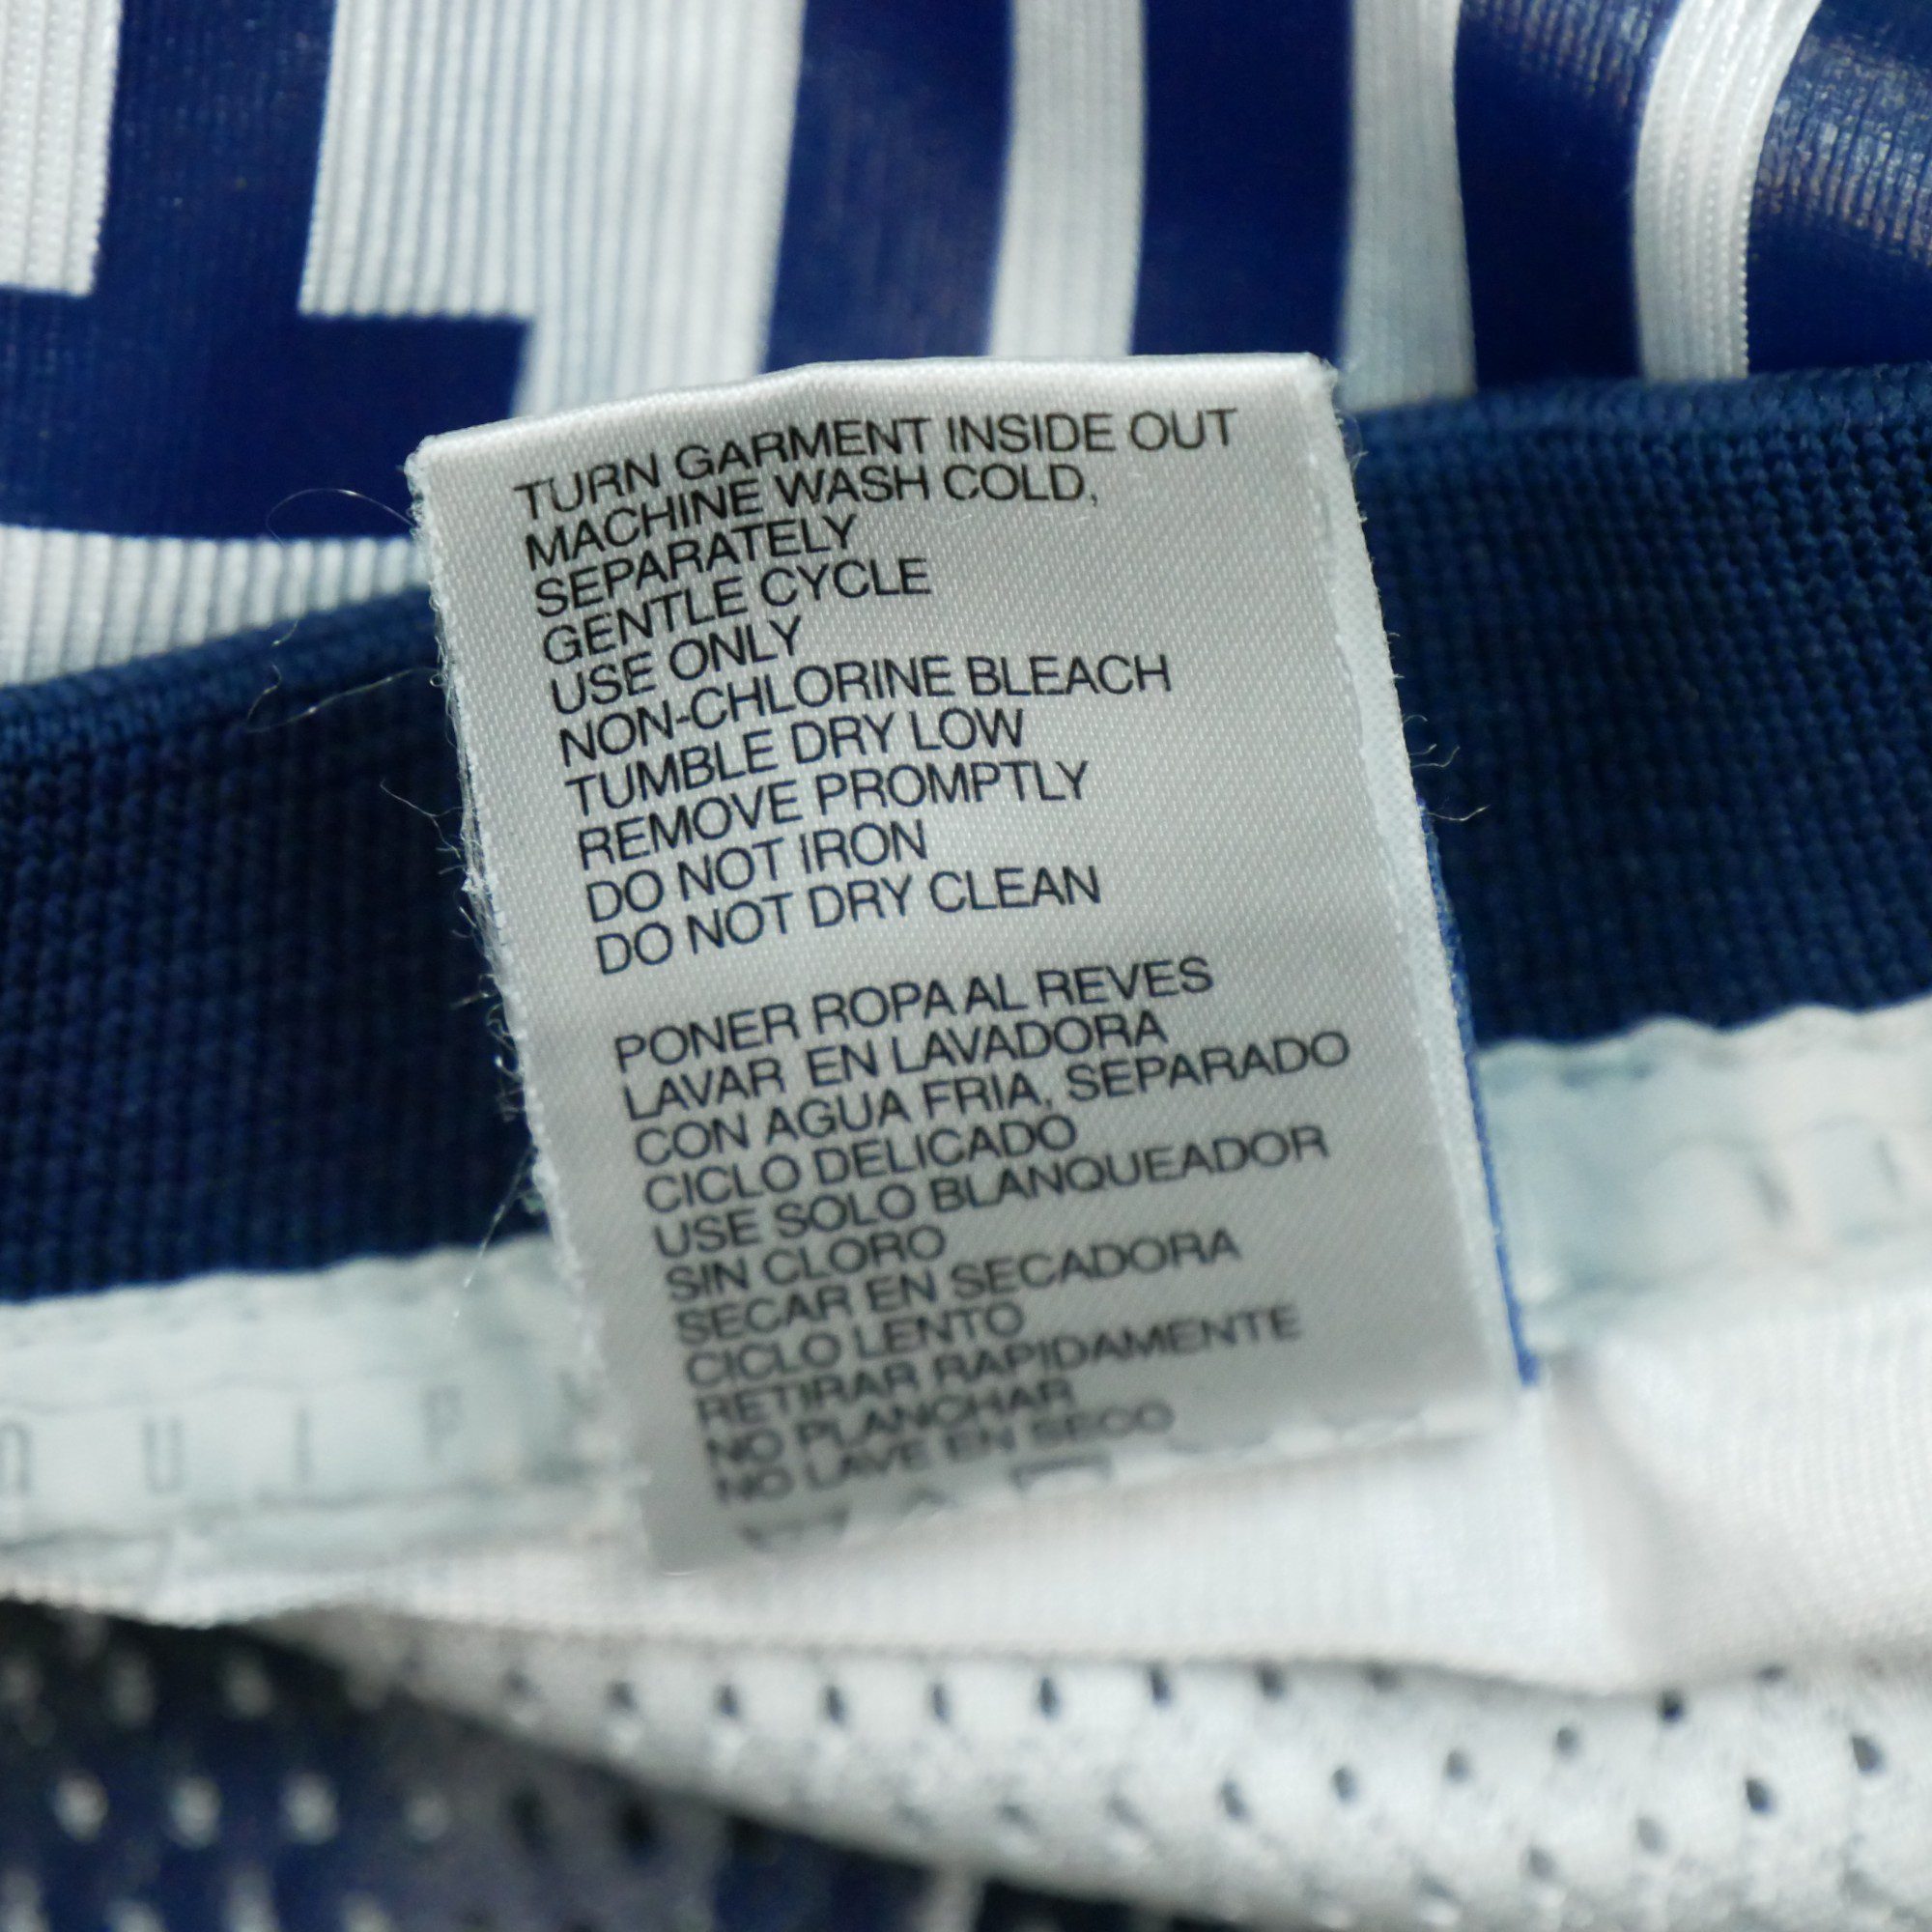 TURN GARMENT INSIDE OUT
MACHINE WASH COLD,
SEPARATELY
GENTLE CYCLE
USE ONLY
NON-CHLORINE BLEACH
TUMBLE DRY LOW
REMOVE PROMPTLY
DO NOT IRON
DO NOT DRY CLEAN
PONER ROPA AL REVES
LAVAR EN LAVADORA
CON AGUA FRIA, SEPARADO
CICLO DELICADO
USE SOLO BLANQUEADOR
SIN CLORO
SECAR EN SECADORA
CICLO LENTO
RETIRAR RAPIDAMENTE
NO PLANCHAR
NO LAVE EN SECO